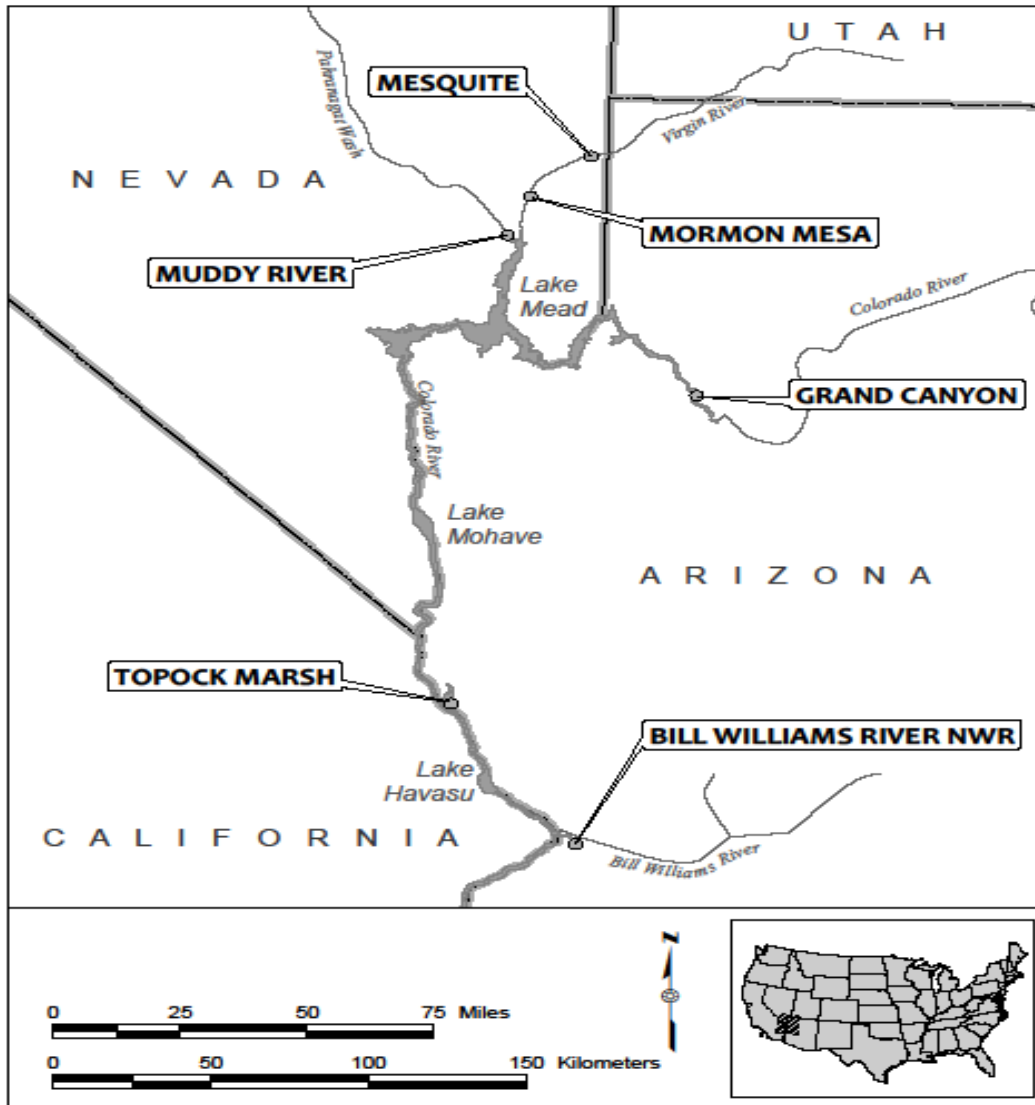 U T A H
Pahranagat Wash
MESQUITE
Virgin River
N E V A D A
MORMON MESA
MUDDY RIVER
Lake
Mead
Colorado River
GRAND CANYON
Colorado River
Lake
Mohave
A R I Z O N A
TOPOCK MARSH
BILL WILLIAMS RIVER NWR
Lake
Havasu
C A L I F O R N I A
Bill Williams River
N
0 25 50 75 Miles
0 50 100 150 Kilometers